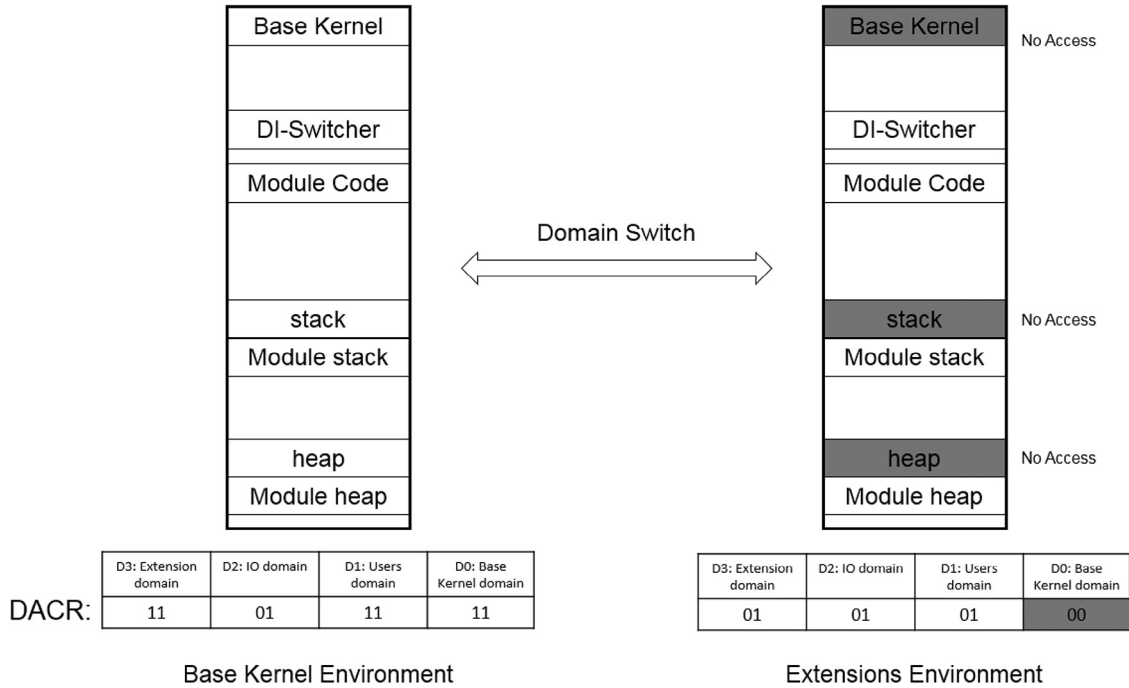 Base Kernel
DI-Switcher
Module Code
stack
Module stack
heap
Module heap
Domain Switch
Base Kernel
No Access
DI-Switcher
Module Code
stack
No Access
Module stack
heap
No Access
Module heap
DACR:
D3: Extension
domain
D2: IO domain
D1: Users
domain
D0: Base
Kernel domain
11
01
11
11
Base Kernel Environment
D3: Extension
domain
D2: IO domain
D1: Users
domain
D0: Base
Kernel domain
01
01
01
00
Extensions Environment